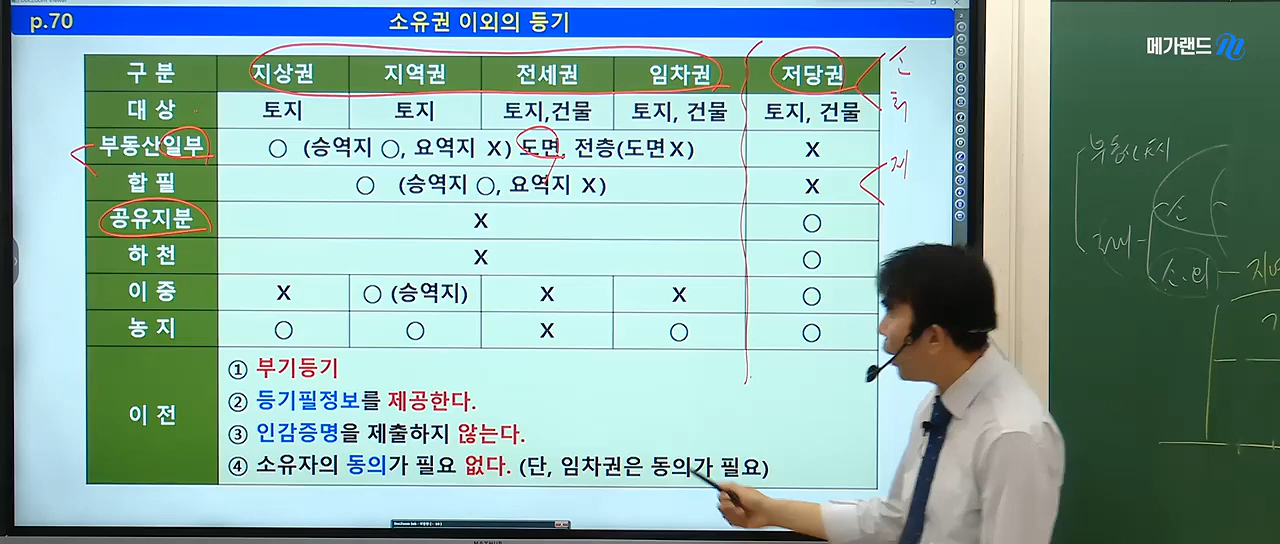 p.70 소유권 이외의 등기
메가랜드
구 분 지상권 지역권 전세권 임차권 저당권
대 상 토지 토지 토지,건물 토지, 건물 토지, 건물
부동산일부 ○ (승역지 ○, 요역지 X) 도면, 전층(도면X) X
합 필 ○ (승역지 ○, 요역지 X) X
공유지분 X ○
하 천 X ○
이 중 X ○ (승역지) X X ○
농 지 ○ ○ X ○ ○
이 전
① 부기등기
② 등기필정보를 제공한다.
③ 인감증명을 제출하지 않는다.
④ 소유자의 동의가 필요 없다. (단, 임차권은 동의가 필요)